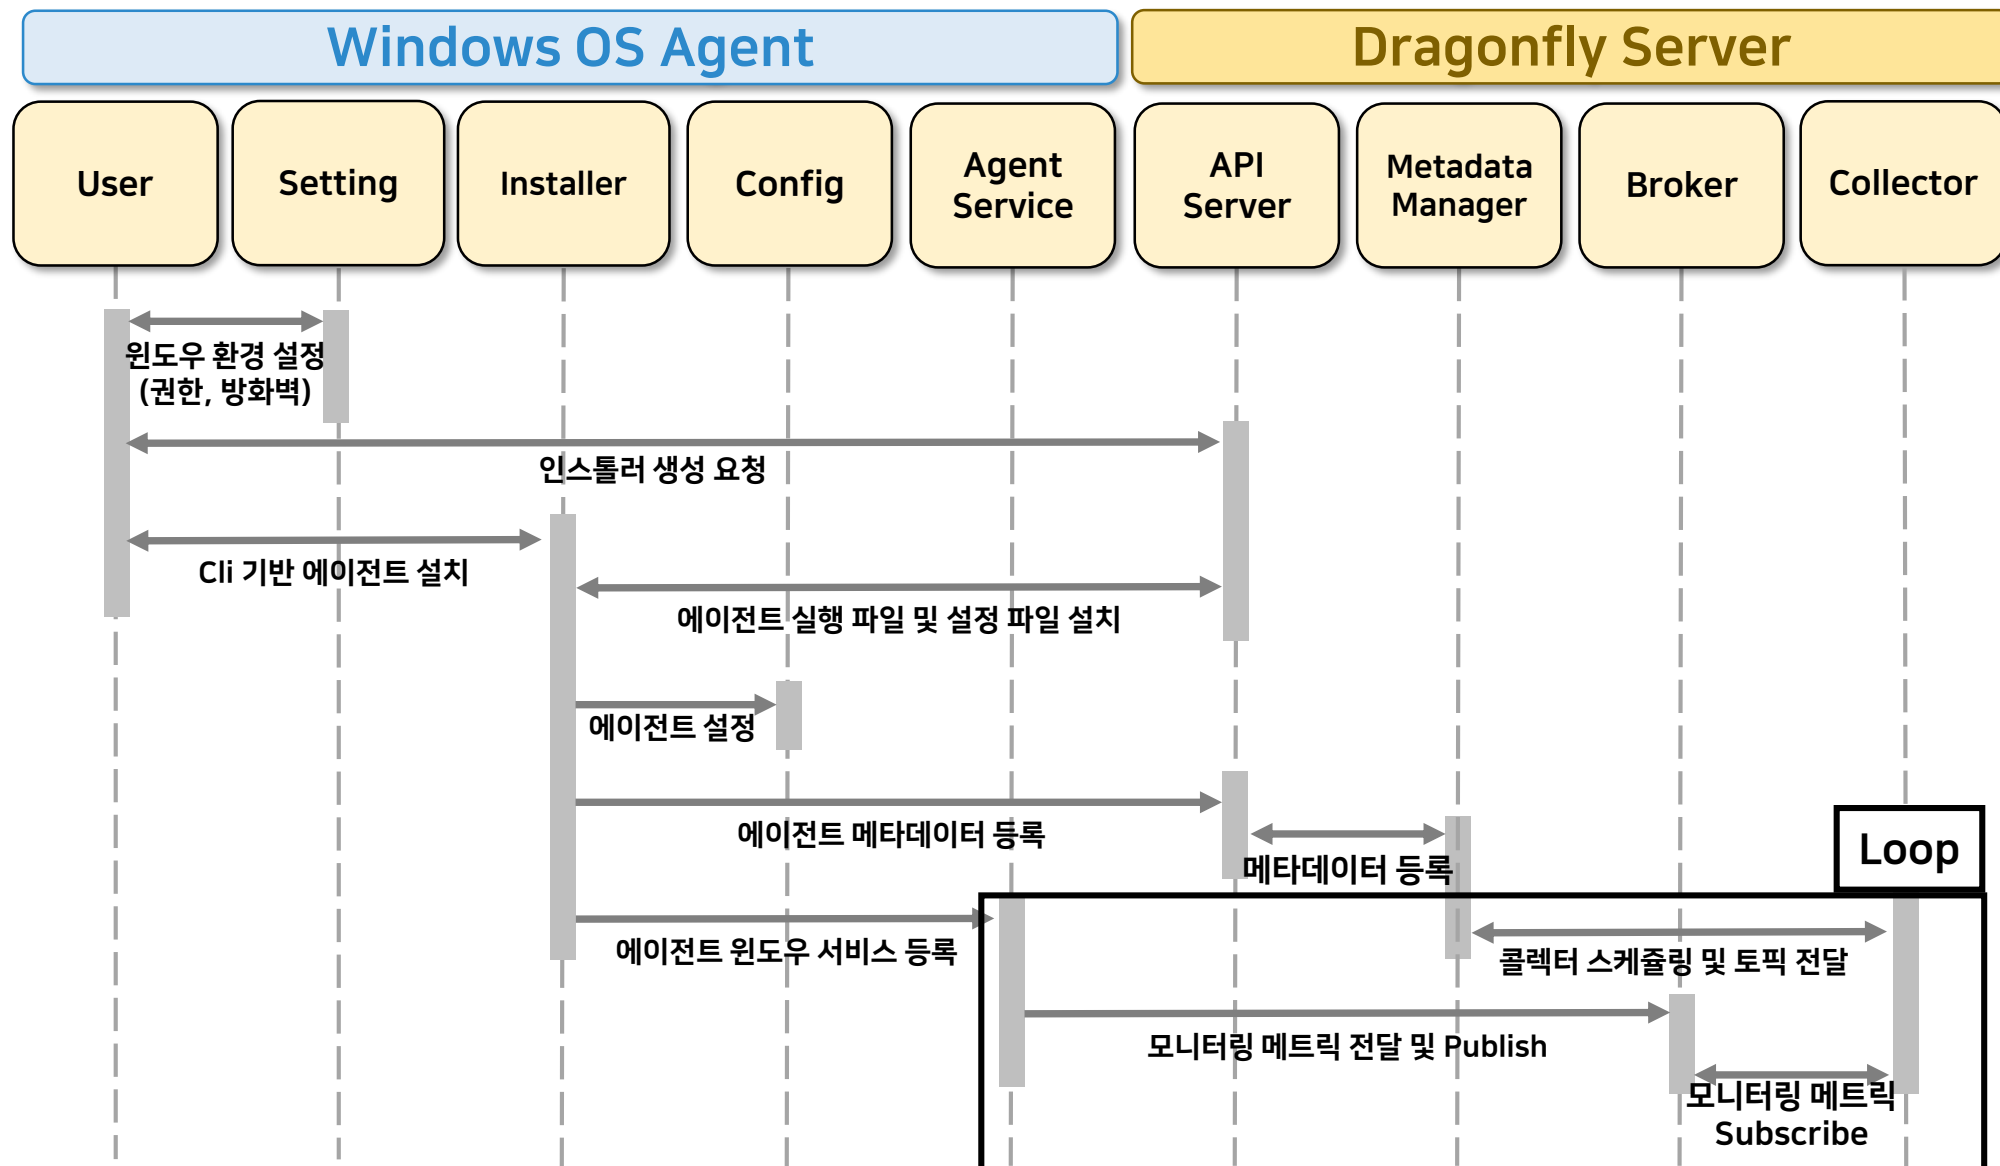 Windows OS Agent
Dragonfly Server
User
Setting
Installer
Config
Agent
Service
API
Server
Metadata
Manager
Broker
Collector
윈도우 환경 설정
(권한, 방화벽)
인스톨러 생성 요청
Cli 기반 에이전트 설치
에이전트 실행 파일 및 설정 파일 설치
에이전트 설정
에이전트 메타데이터 등록
메타데이터 등록
Loop
에이전트 윈도우 서비스 등록
콜렉터 스케쥴링 및 토픽 전달
모니터링 메트릭 전달 및 Publish
모니터링 메트릭
Subscribe